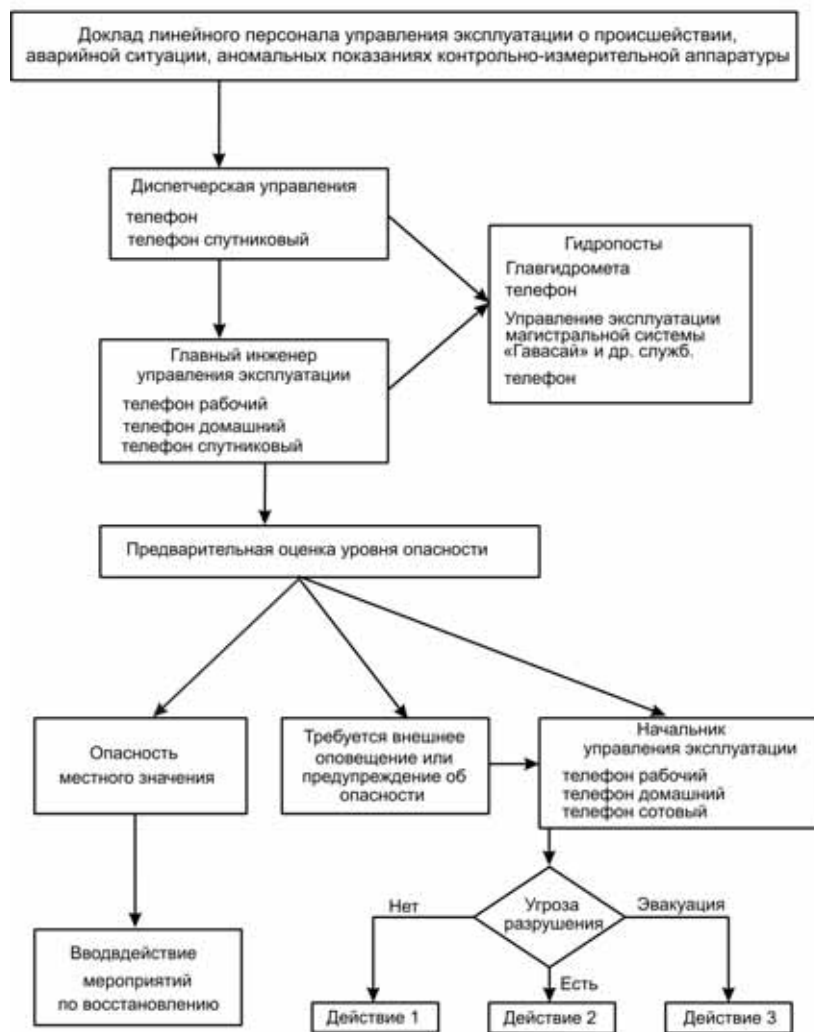 Доклад линейного персонала управления эксплуатации о происшействии,
аварийной ситуации, аномальных показаниях контрольно-измерительной аппаратуры
Диспетчерская управления
телефон
телефон спутниковый
Гидропосты
Главгидромета
телефон
Управление эксплуатации
магистральной системы
«Гавасай» и др. служб.
телефон
Главный инженер
управления эксплуатации
телефон рабочий
телефон домашний
телефон спутниковый
Предварительная оценка уровня опасности
Опасность
местного значения
Требуется внешнее
оповещение или
предупреждение об
опасности
Начальник
управления эксплуатации
телефон рабочий
телефон домашний
телефон сотовый
Нет
Угроза
разрушения
Эвакуация
Вводвдействие
мероприятий
по восстановлению
Есть
Действие 1
Действие 2
Действие 3